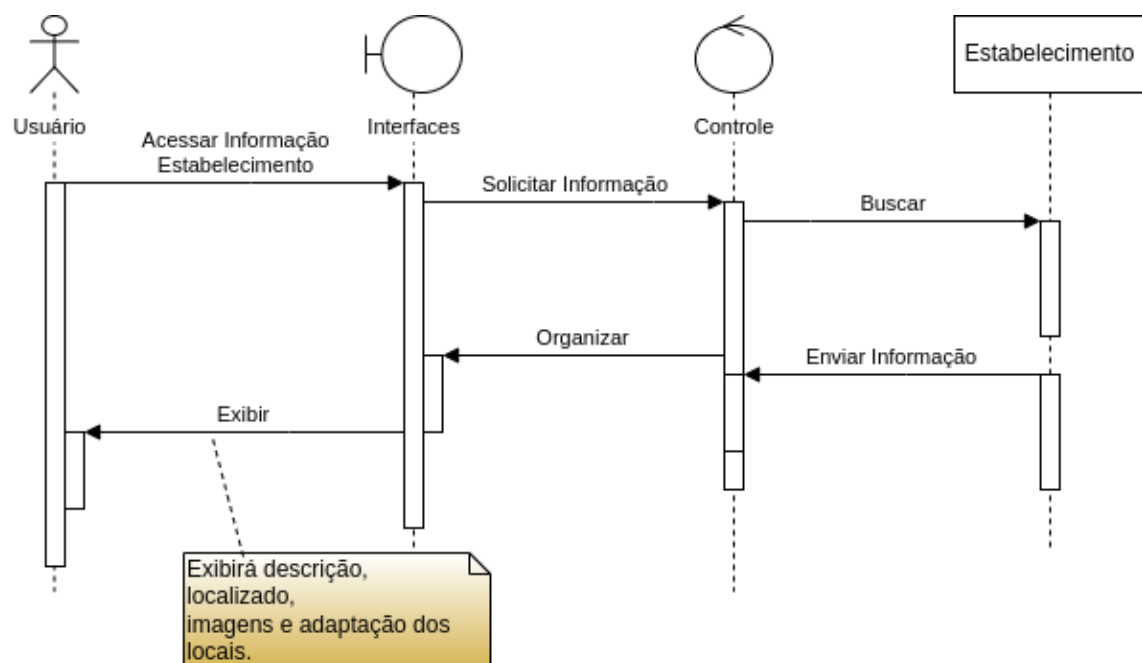 Estabelecimento
Usuário
Interfaces
Controle
Acessar Informação
Estabelecimento
Solicitar Informação
Buscar
Organizar
Enviar Informação
Exibir
Exibirá descrição,
localizado,
imagens e adaptação dos
locais.